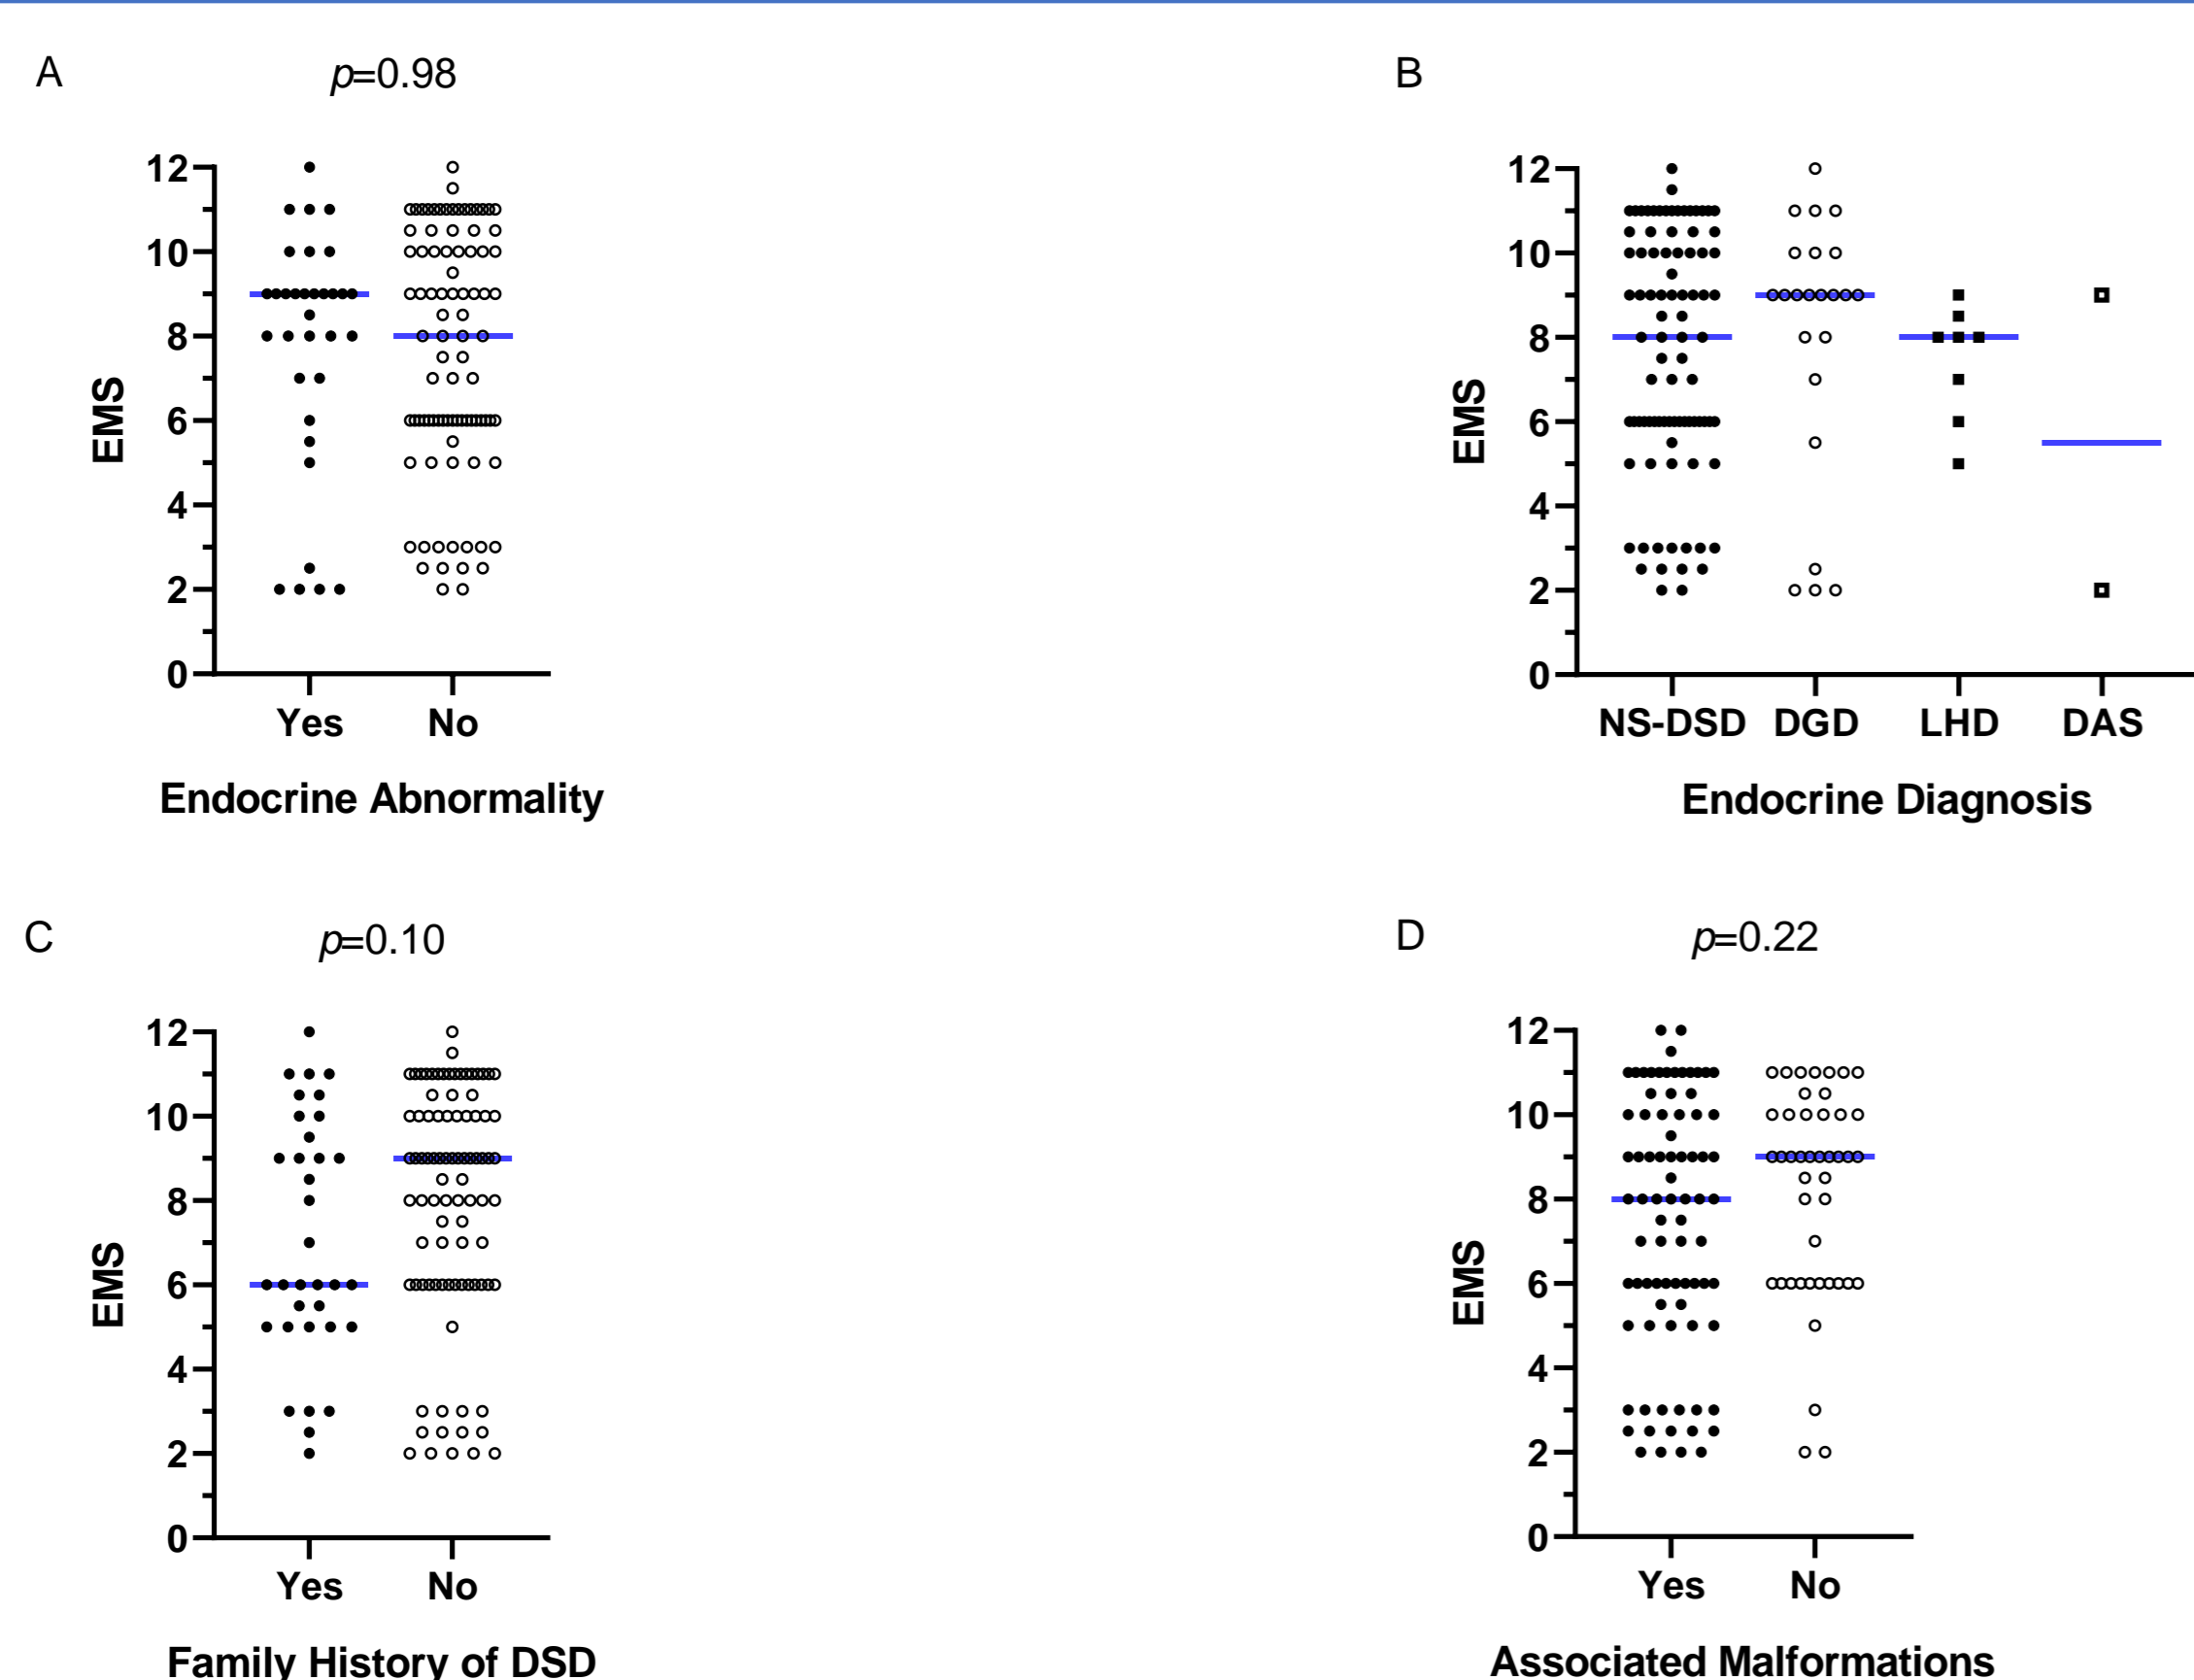 A
p=0.98
12
10
8
6
4
2
0
EMS
Yes No
Endocrine Abnormality
B
12
10
8
6
4
2
0
EMS
NS-DSD DGD LHD DAS
Endocrine Diagnosis
C
p=0.10
12
10
8
6
4
2
0
EMS
Yes No
Family History of DSD
D
p=0.22
12
10
8
6
4
2
0
EMS
Yes No
Associated Malformations